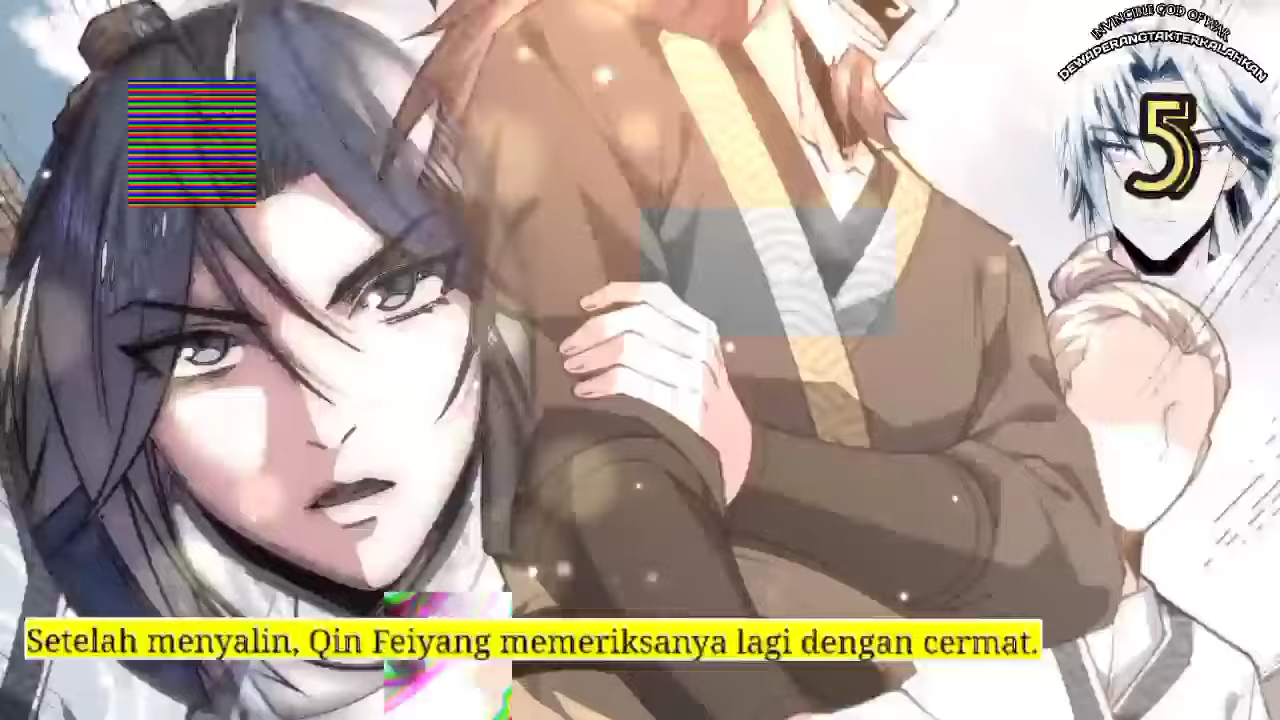 INVINCIBLE GOD OF WAR
DEWAPERANGTAKTERKALAHKAN
5
Setelah menyalin, Qin Feiyang memeriksanya lagi dengan cermat.